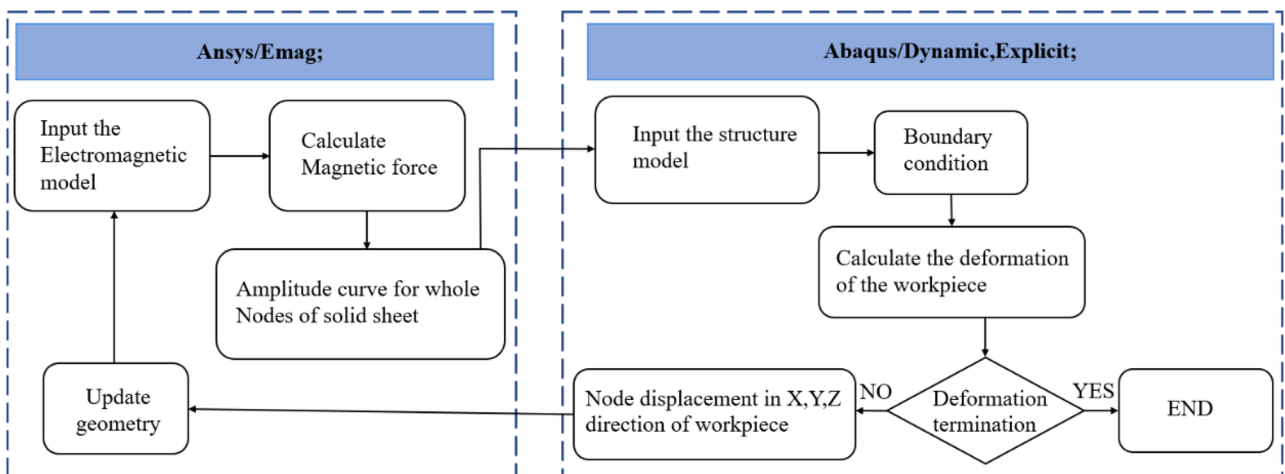 Ansys/Emag;
Abaqus/Dynamic,Explicit;
Input the
Electromagnetic
model
Calculate
Magnetic force
Input the structure
model
Boundary
condition
Amplitude curve for whole
Nodes of solid sheet
Calculate the deformation
of the workpiece
Update
geometry
Node displacement in X,Y,Z
direction of workpiece
NO
Deformation
termination
YES
END